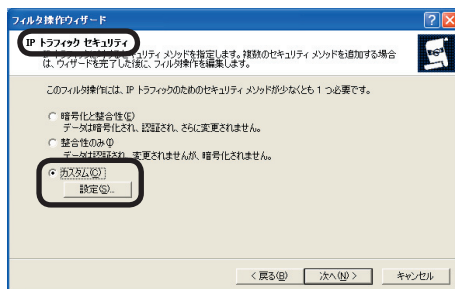 フィルタ操作ウィザード
IP トラフィック セキュリティ
リティ メソッドを指定します。複数のセキュリティ メソッドを追加する場合
は、ウィザードを完了した後に、フィルタ操作を編集します。
このフィルタ操作には、IP トラフィックのためのセキュリティ メソッドが少なくとも 1 つ必要です。
暗号化と整合性(E)
データは暗号化され、認証され、さらに変更されません。
整合性のみ(I)
データは認証され、変更されませんが、暗号化されません。
カスタム(C)
設定(S)...
< 戻る(B)
次へ(N) >
キャンセル